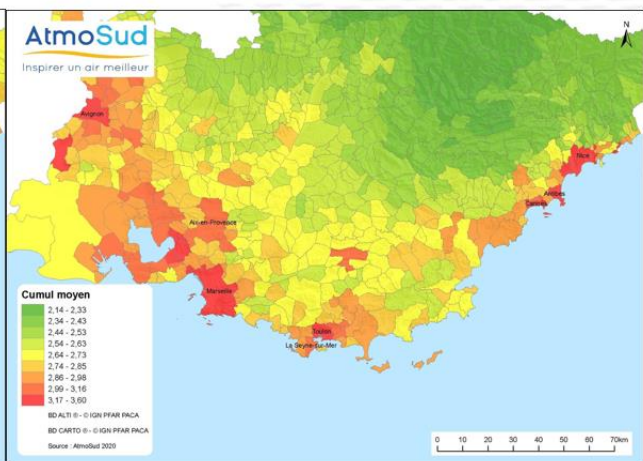 AtmoSud
Inspirer un air meilleur
N
Avignon
Nice
Antibes
Cannes
Aix-en-Provence
Marseille
Toulon
La Seyne-sur-Mer
Cumul moyen
2,14 - 2,33
2,34 - 2,43
2,44 - 2,53
2,54 - 2,63
2,64 - 2,73
2,74 - 2,85
2,86 - 2,98
2,99 - 3,16
3,17 - 3,60
BD ALTI ® - © IGN PFAR PACA
BD CARTO ® - © IGN PFAR PACA
Source : AtmoSud 2020
0 10 20 30 40 50 60 70km